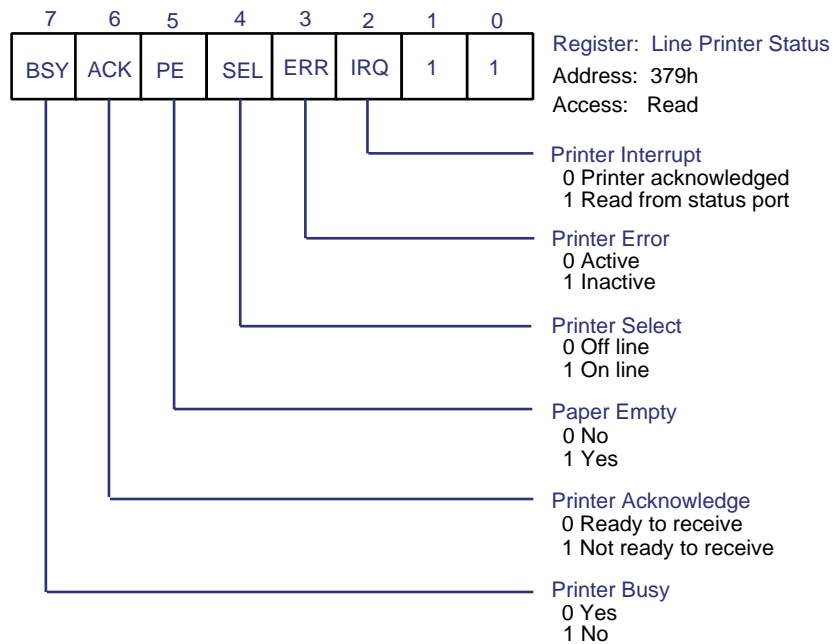 7 6 5 4 3 2 1 0
BSY ACK PE SEL ERR IRQ 1 1
Register: Line Printer Status
Address: 379h
Access: Read
Printer Interrupt
0 Printer acknowledged
1 Read from status port
Printer Error
0 Active
1 Inactive
Printer Select
0 Off line
1 On line
Paper Empty
0 No
1 Yes
Printer Acknowledge
0 Ready to receive
1 Not ready to receive
Printer Busy
0 Yes
1 No